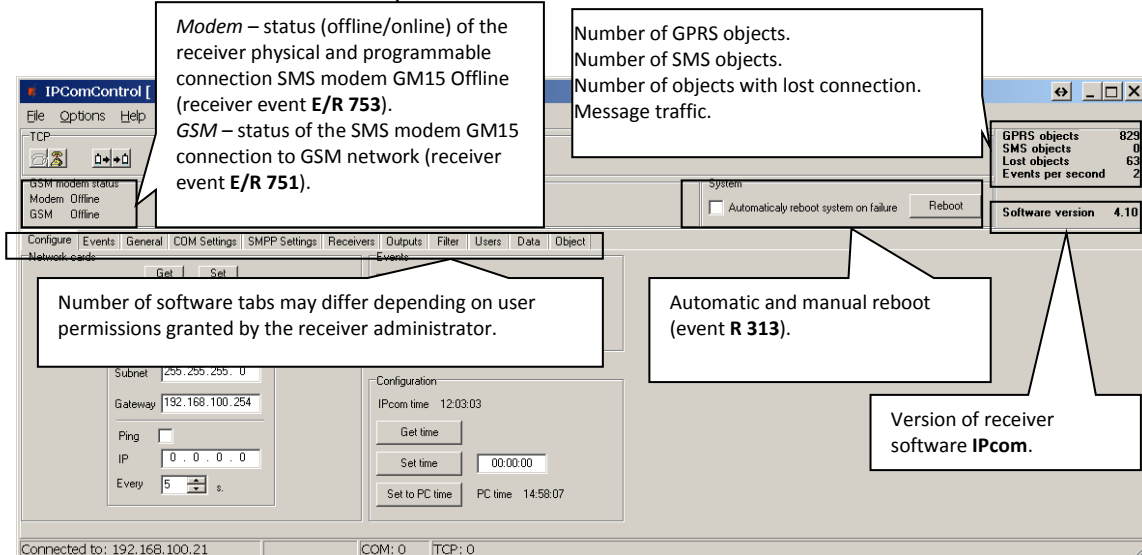 Modem – status (offline/online) of the
receiver physical and programmable
connection SMS modem GM15 Offline
(receiver event E/R 753).
GSM – status of the SMS modem GM15
connection to GSM network (receiver
event E/R 751).
Number of GPRS objects.
Number of SMS objects.
Number of objects with lost connection.
Message traffic.
IPComControl [
File Options Help
TCP
GPRS objects 829
SMS objects 0
Lost objects 63
Events per second 2
GSM modem status
Modem Offline
GSM Offline
System
Automaticaly reboot system on failure Reboot
Software version 4.10
Configure Events General COM Settings SMPP Settings Receivers Outputs Filter Users Data Object
Network cards
Events
Get Set
Number of software tabs may differ depending on user
permissions granted by the receiver administrator.
Automatic and manual reboot
(event R 313).
Subnet 255.255.255. 0
Gateway 192.168.100.254
Ping
IP 0 . 0 . 0 . 0
Every 5 s.
Configuration
IPcom time 12:03:03
Get time
Set time 00:00:00
Set to PC time PC time 14:58:07
Version of receiver
software IPcom.
Connected to: 192.168.100.21 COM: 0 TCP: 0